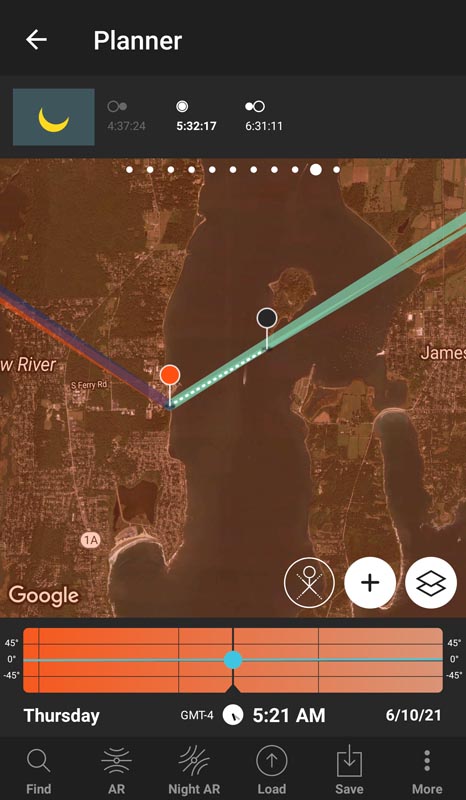 Planner
4:37:24
5:32:17
6:31:11
w River
James
S Ferry Rd
1A
Google
45°
0°
-45°
45°
0°
-45°
Thursday
GMT-4
5:21 AM
6/10/21
Find
AR
Night AR
Load
Save
More